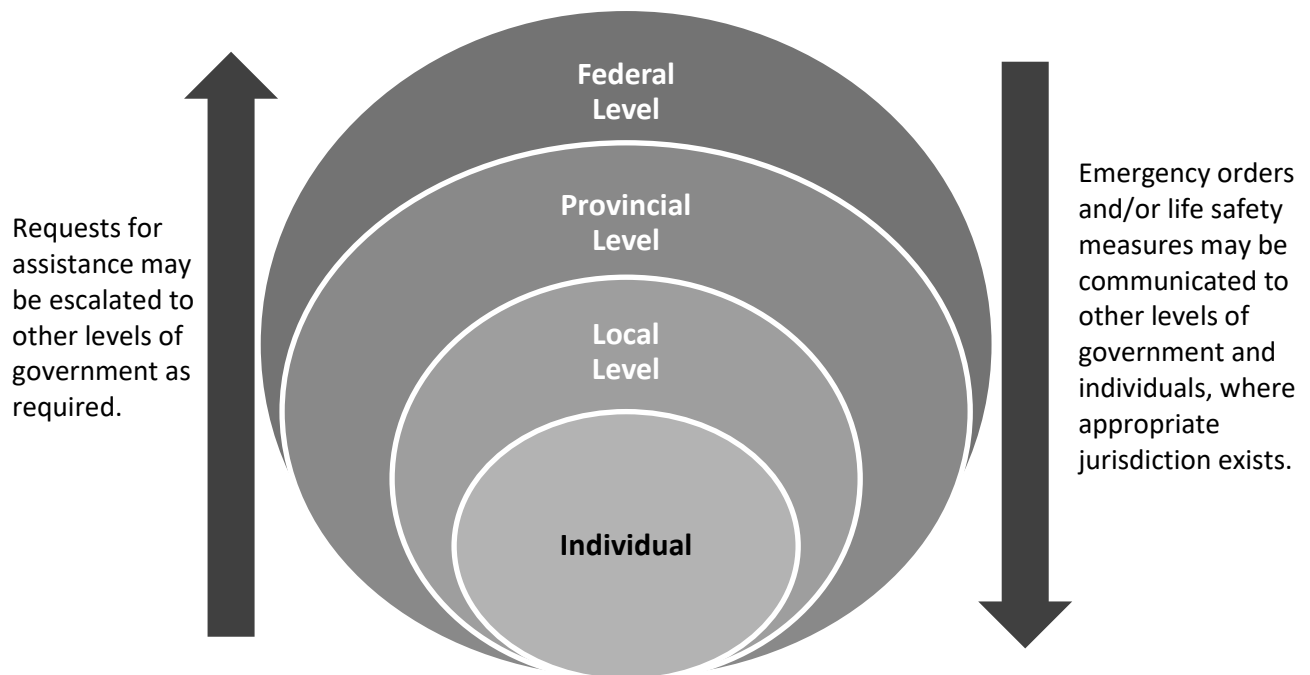 Requests for
assistance may
be escalated to
other levels of
government as
required.
Federal
Level
Provincial
Level
Local
Level
Individual
Emergency orders
and/or life safety
measures may be
communicated to
other levels of
government and
individuals, where
appropriate
jurisdiction exists.